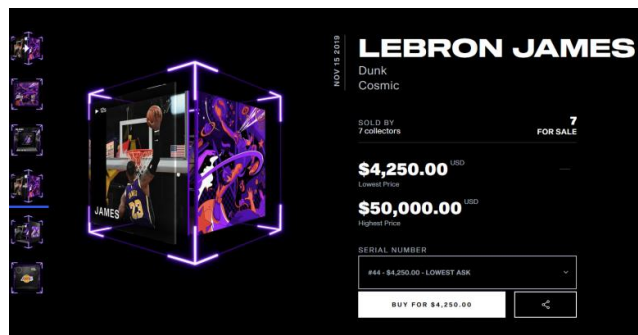 NOV 15 2019
LEBRON JAMES
Dunk
Cosmic
SOLD BY
7 collectors
7
FOR SALE
$4,250.00 USD
Lowest Price
$50,000.00 USD
Highest Price
SERIAL NUMBER
#44 - $4,250.00 - LOWEST ASK
BUY FOR $4,250.00
JAMES
23